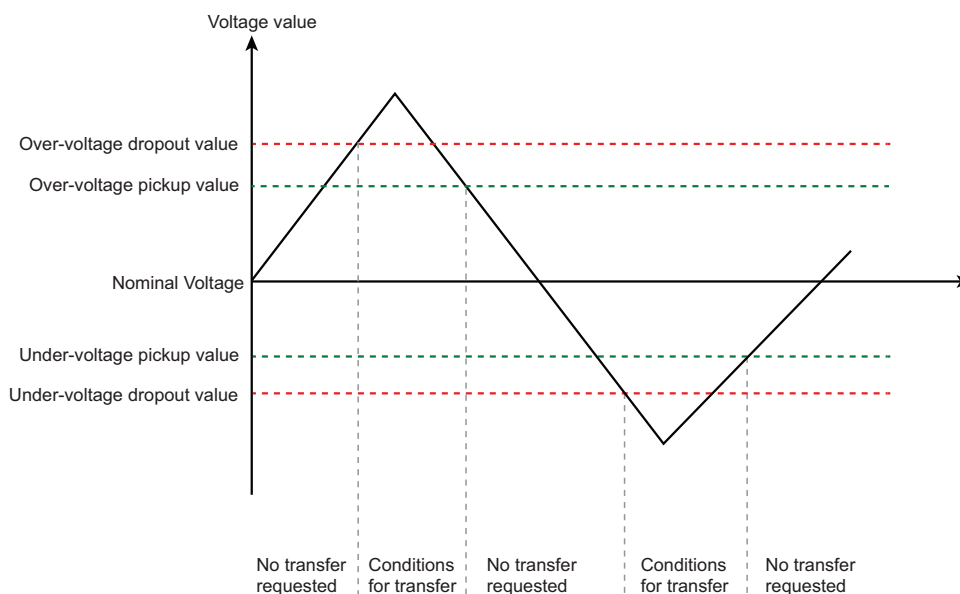 Voltage value
Over-voltage dropout value
Over-voltage pickup value
Nominal Voltage
Under-voltage pickup value
Under-voltage dropout value
No transfer
requested
Conditions
for transfer
No transfer
requested
Conditions
for transfer
No transfer
requested